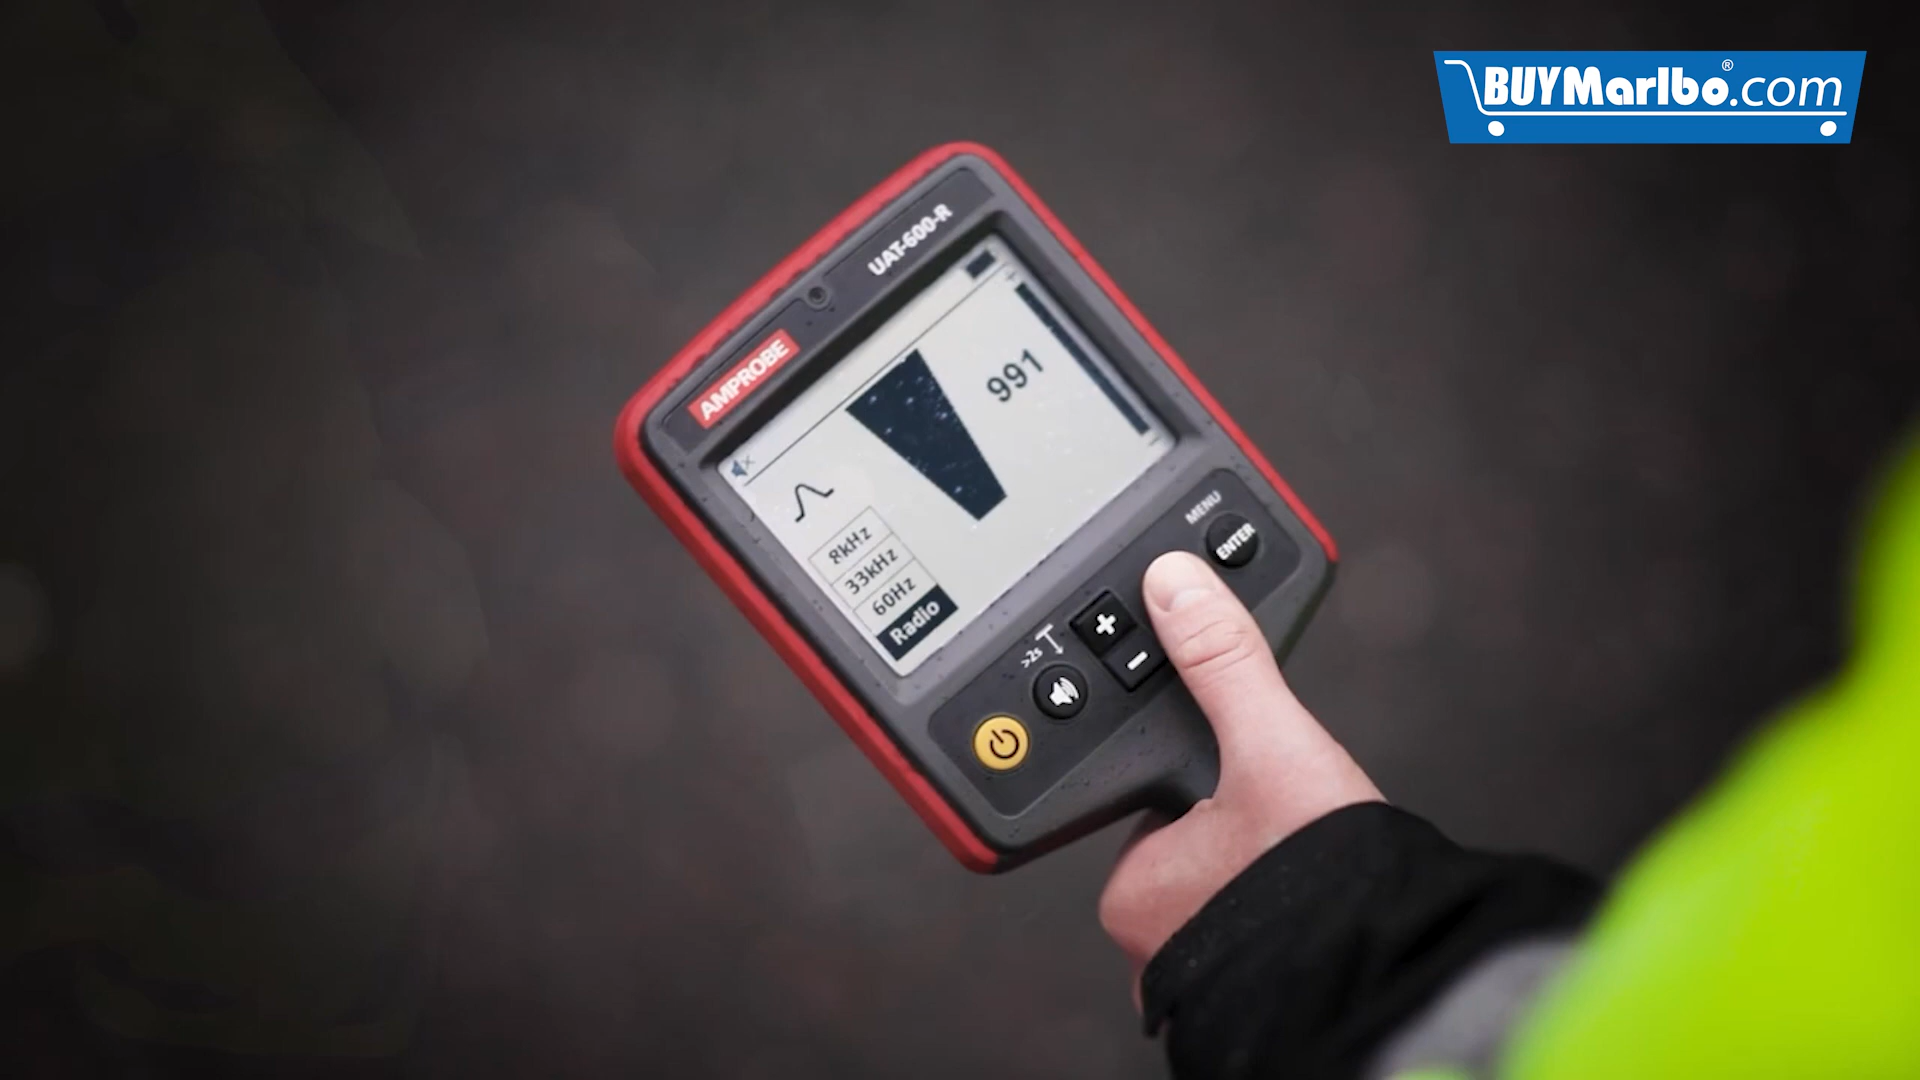 BUYMarlbo®.com
UAT-600-R
AMPROBE
991
8kHz
33kHz
60Hz
Radio
MENU
ENTER
>2s
+
-